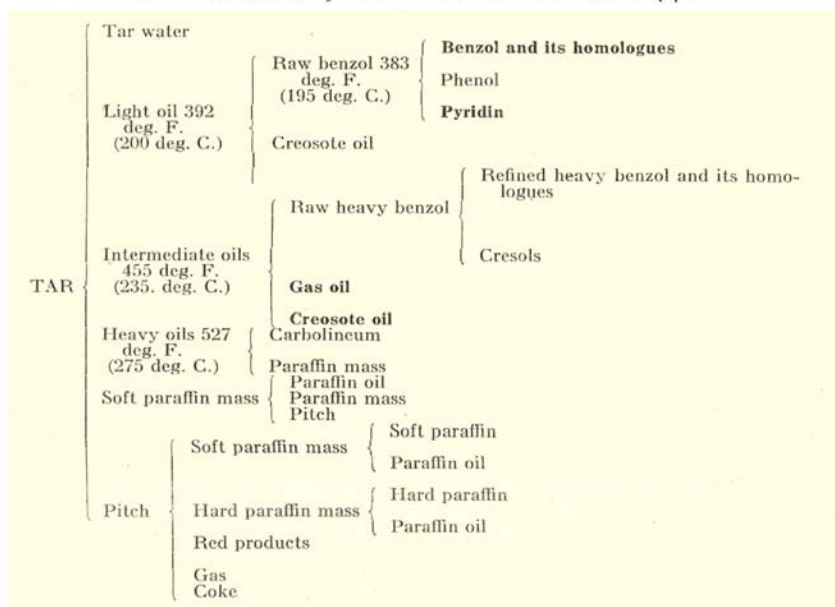 Tar water
Light oil 392
deg. F.
(200 deg. C.)
Raw benzol 383
deg. F.
(195 deg. C.)
Benzol and its homologues
Phenol
Pyridin
Creosote oil
TAR
Intermediate oils
455 deg. F.
(235. deg. C.)
Raw heavy benzol
Refined heavy benzol and its homo-
logues
Cresols
Gas oil
Creosote oil
Heavy oils 527
deg. F.
(275 deg. C.)
Carbolineum
Paraffin mass
Soft paraffin mass
Paraffin oil
Paraffin mass
Pitch
Pitch
Soft paraffin mass
Soft paraffin
Paraffin oil
Hard paraffin mass
Hard paraffin
Paraffin oil
Red products
Gas
Coke